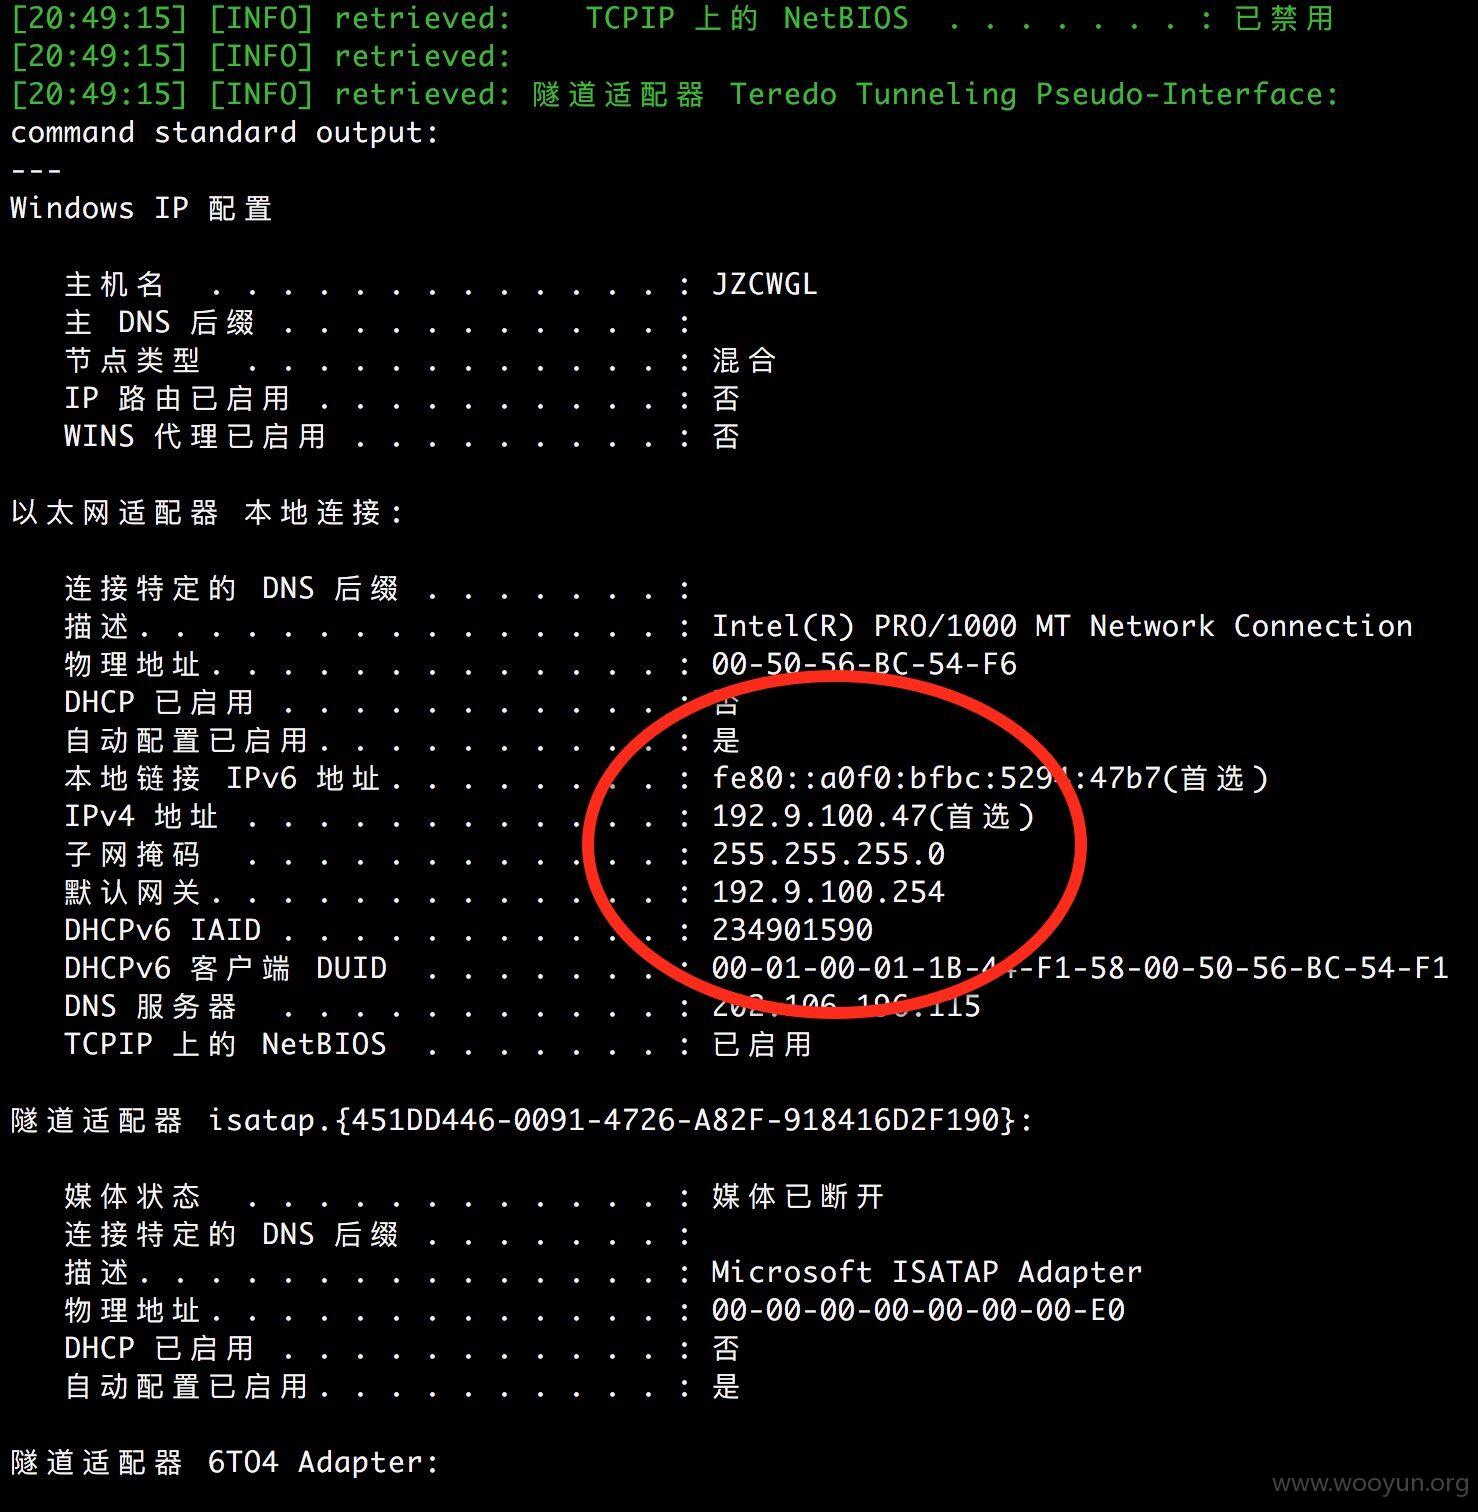 [20:49:15] [INFO] retrieved:    TCPIP 上的 NetBIOS  . . . . . . . : 已禁用
[20:49:15] [INFO] retrieved:
[20:49:15] [INFO] retrieved: 隧道适配器 Teredo Tunneling Pseudo-Interface:
command standard output:
---
Windows IP 配置
主机名  . . . . . . . . . . . . . : JZCWGL
主 DNS 后缀 . . . . . . . . . . . :
节点类型  . . . . . . . . . . . . : 混合
IP 路由已启用 . . . . . . . . . . : 否
WINS 代理已启用 . . . . . . . . . : 否
以太网适配器 本地连接:
连接特定的 DNS 后缀 . . . . . . . :
描述. . . . . . . . . . . . . . . : Intel(R) PRO/1000 MT Network Connection
物理地址. . . . . . . . . . . . . : 00-50-56-BC-54-F6
DHCP 已启用 . . . . . . . . . . . : 否
自动配置已启用. . . . . . . . . . : 是
本地链接 IPv6 地址. . . . . . . . : fe80::a0f0:bfbc:5294:47b7(首选)
IPv4 地址 . . . . . . . . . . . . : 192.9.100.47(首选)
子网掩码  . . . . . . . . . . . . : 255.255.255.0
默认网关. . . . . . . . . . . . . : 192.9.100.254
DHCPv6 IAID . . . . . . . . . . . : 234901590
DHCPv6 客户端 DUID  . . . . . . . : 00-01-00-01-1B-44-F1-58-00-50-56-BC-54-F1
DNS 服务器  . . . . . . . . . . . : 202.106.196.115
TCPIP 上的 NetBIOS  . . . . . . . : 已启用
隧道适配器 isatap.{451DD446-0091-4726-A82F-918416D2F190}:
媒体状态  . . . . . . . . . . . . : 媒体已断开
连接特定的 DNS 后缀 . . . . . . . :
描述. . . . . . . . . . . . . . . : Microsoft ISATAP Adapter
物理地址. . . . . . . . . . . . . : 00-00-00-00-00-00-00-E0
DHCP 已启用 . . . . . . . . . . . : 否
自动配置已启用. . . . . . . . . . : 是
隧道适配器 6TO4 Adapter:
www.wooyun.org